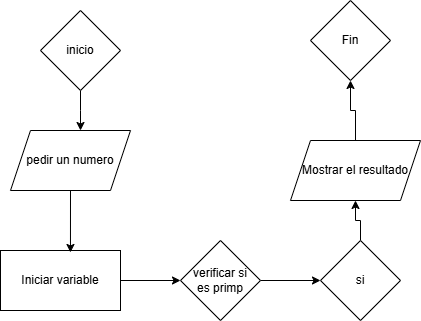 inicio
pedir un numero
Iniciar variable
verificar si
es primp
si
Mostrar el resultado
Fin